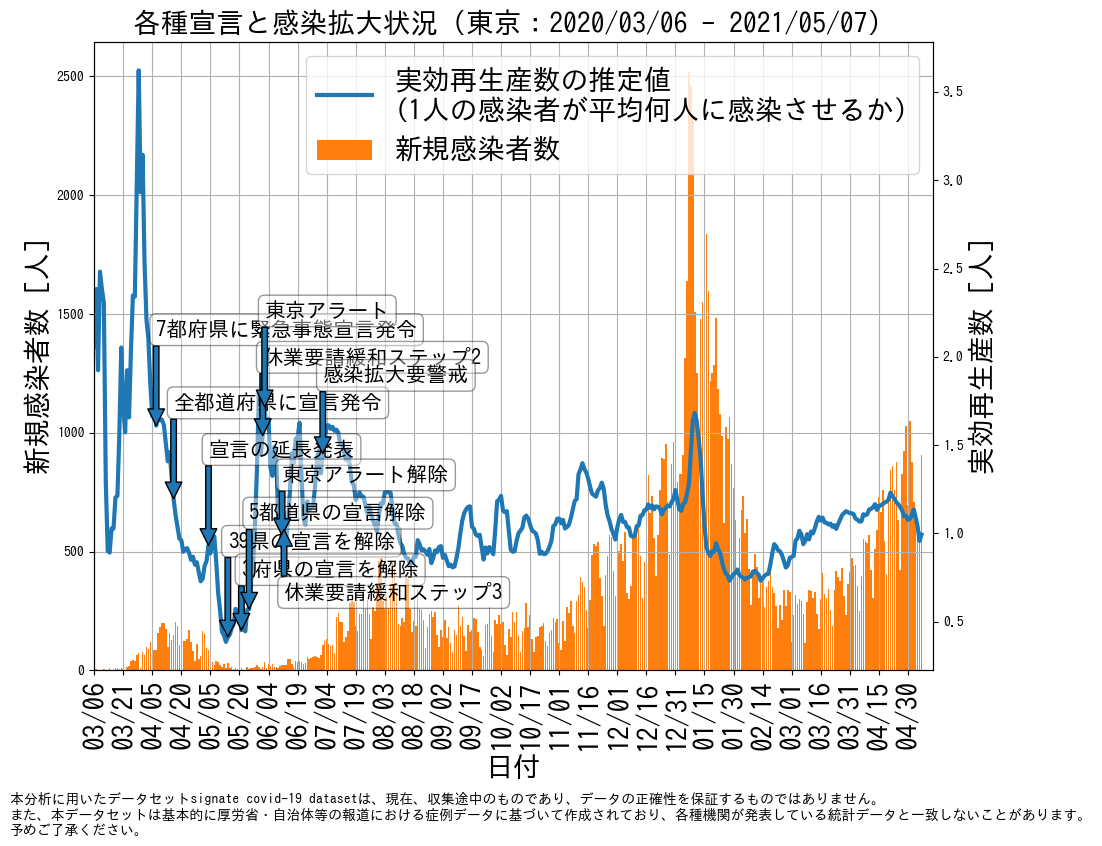 各種宣言と感染拡大状況（東京：2020/03/06 - 2021/05/07）
実効再生産数の推定値
(1人の感染者が平均何人に感染させるか)
新規感染者数
新規感染者数 [人]
2500
2000
1500
1000
500
0
実効再生産数 [人]
3.5
3.0
2.5
2.0
1.5
1.0
0.5
東京アラート
7都府県に緊急事態宣言発令
休業要請緩和ステップ2
感染拡大要警戒
全都道府県に宣言発令
宣言の延長発表
東京アラート解除
5都道県の宣言解除
39県の宣言を解除
3府県の宣言を解除
休業要請緩和ステップ3
03/06 03/21 04/05 04/20 05/05 05/20 06/04 06/19 07/04 07/19 08/03 08/18 09/02 09/17 10/02 10/17 11/01 11/16 12/01 12/16 12/31 01/15 01/30 02/14 03/01 03/16 03/31 04/15 04/30
日付
本分析に用いたデータセットsignate covid-19 datasetは、現在、収集途中のものであり、データの正確性を保証するものではありません。
また、本データセットは基本的に厚労省・自治体等の報道における症例データに基づいて作成されており、各種機関が発表している統計データと一致しないことがあります。
予めご了承ください。